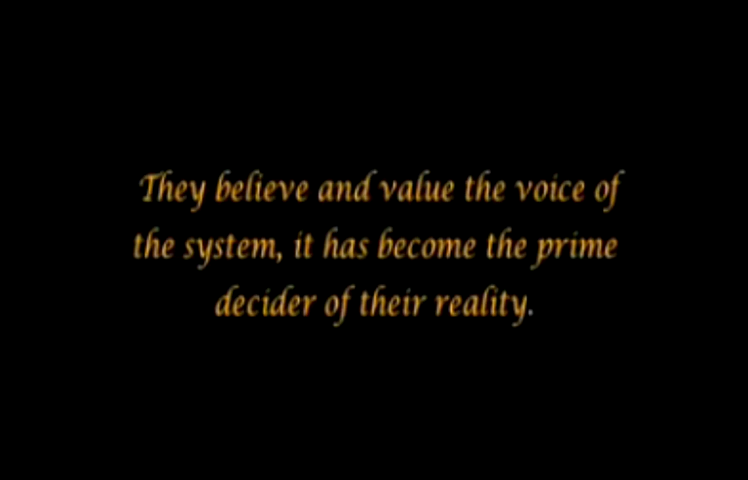 They believe and value the voice of
the system, it has become the prime
decider of their reality.